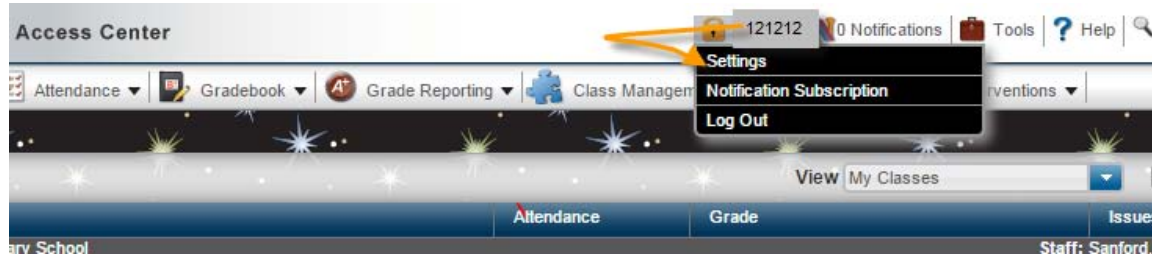 Access Center 121212 0 Notifications Tools ? Help
Settings
Attendance Gradebook A+ Grade Reporting Class Managem Notification Subscription rventions
Log Out
View My Classes
Attendance Grade Issue
ary School Staff: Sanford,